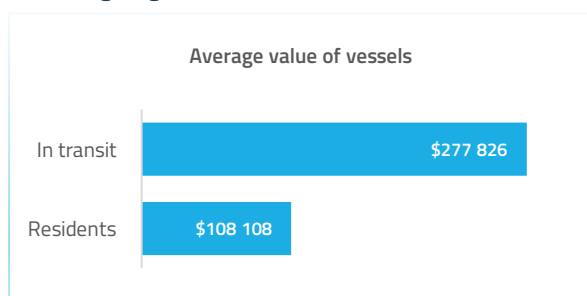 Average value of vessels
In transit
$277 826
Residents
$108 108